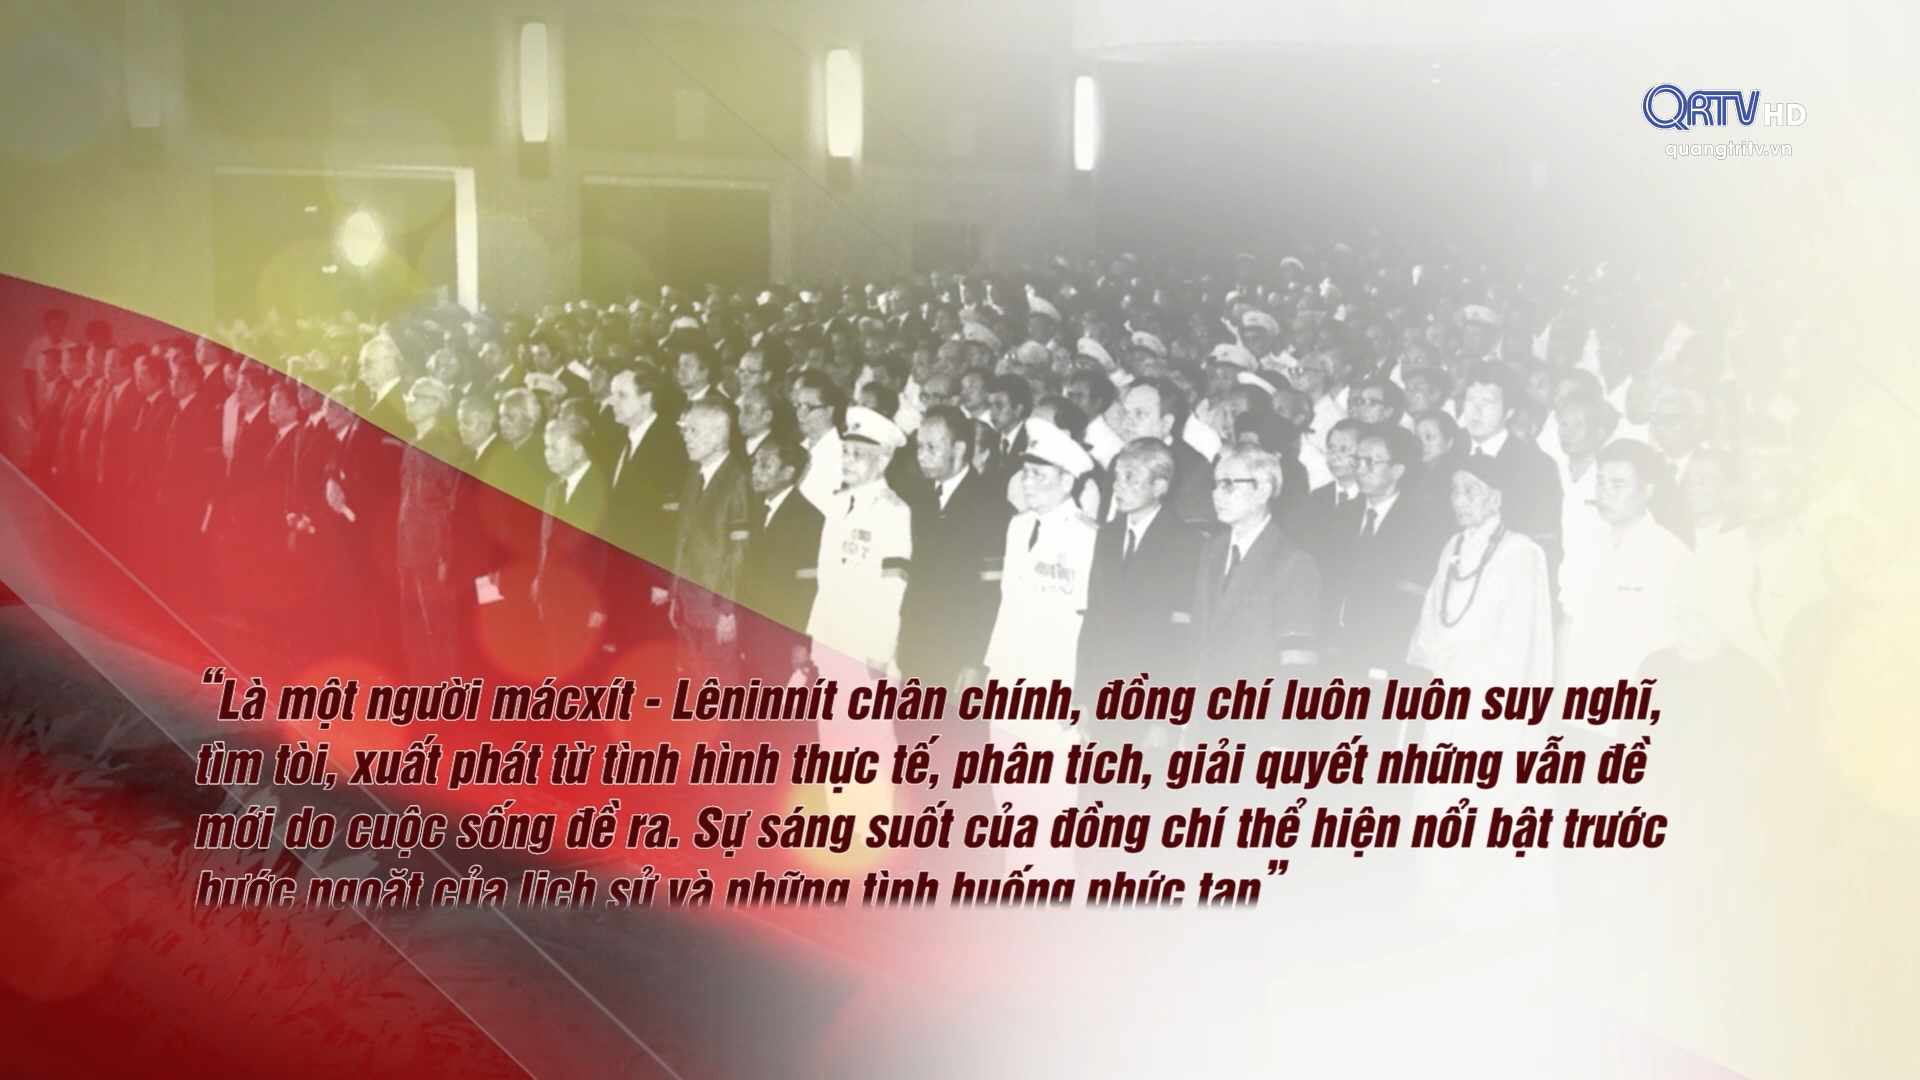 QRTV HD
quangtritv.vn
“Là một người mácxít - Lêninnít chân chính, đồng chí luôn luôn suy nghĩ,
tìm tòi, xuất phát từ tình hình thực tế, phân tích, giải quyết những vẫn đề
mới do cuộc sống đề ra. Sự sáng suốt của đồng chí thể hiện nổi bật trước
bước ngoặt của lịch sử và những tình huống phức tạp”